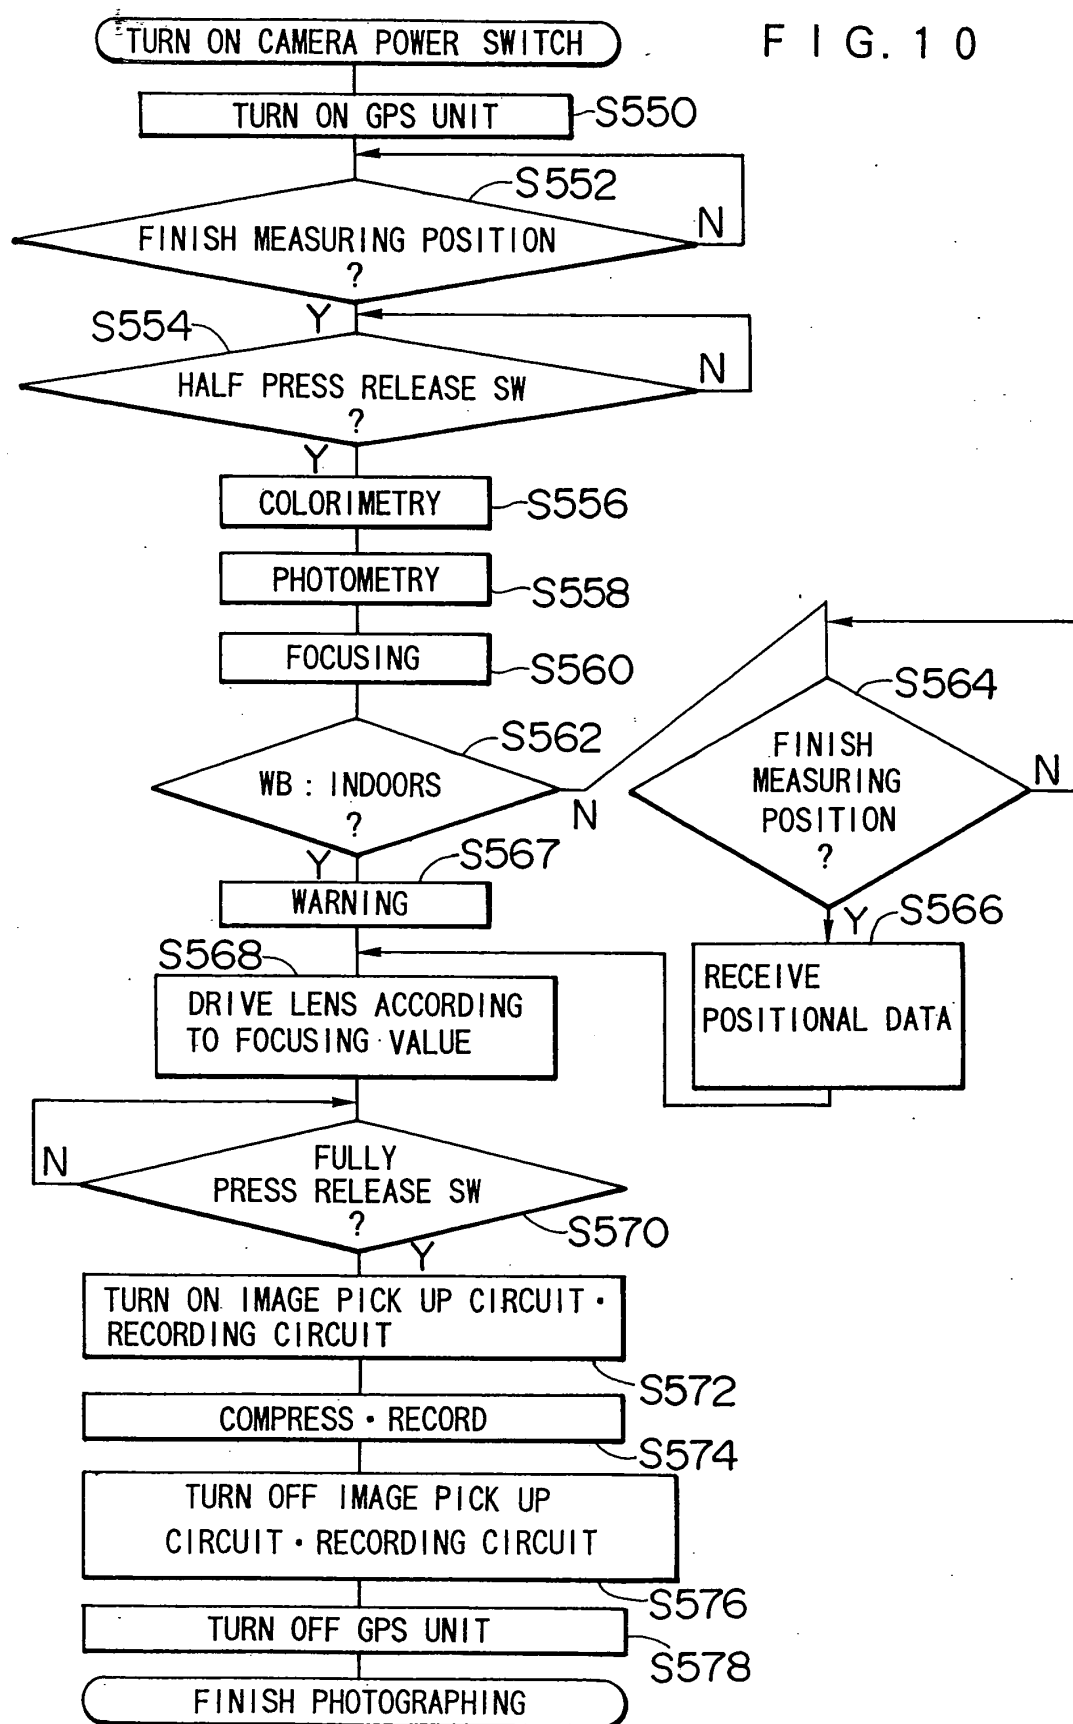 TURN ON CAMERA POWER SWITCH
FIG. 10
TURN ON GPS UNIT
S550
S552
FINISH MEASURING POSITION
?
N
Y
S554
HALF PRESS RELEASE SW
?
N
Y
COLORIMETRY
S556
PHOTOMETRY
S558
FOCUSING
S560
S562
WB : INDOORS
?
N
Y
S564
FINISH
MEASURING
POSITION
?
N
Y
S566
RECEIVE
POSITIONAL DATA
S567
WARNING
S568
DRIVE LENS ACCORDING
TO FOCUSING VALUE
N
FULLY
PRESS RELEASE SW
?
S570
Y
TURN ON IMAGE PICK UP CIRCUIT・
RECORDING CIRCUIT
S572
COMPRESS・RECORD
S574
TURN OFF IMAGE PICK UP
CIRCUIT・RECORDING CIRCUIT
S576
TURN OFF GPS UNIT
S578
FINISH PHOTOGRAPHING